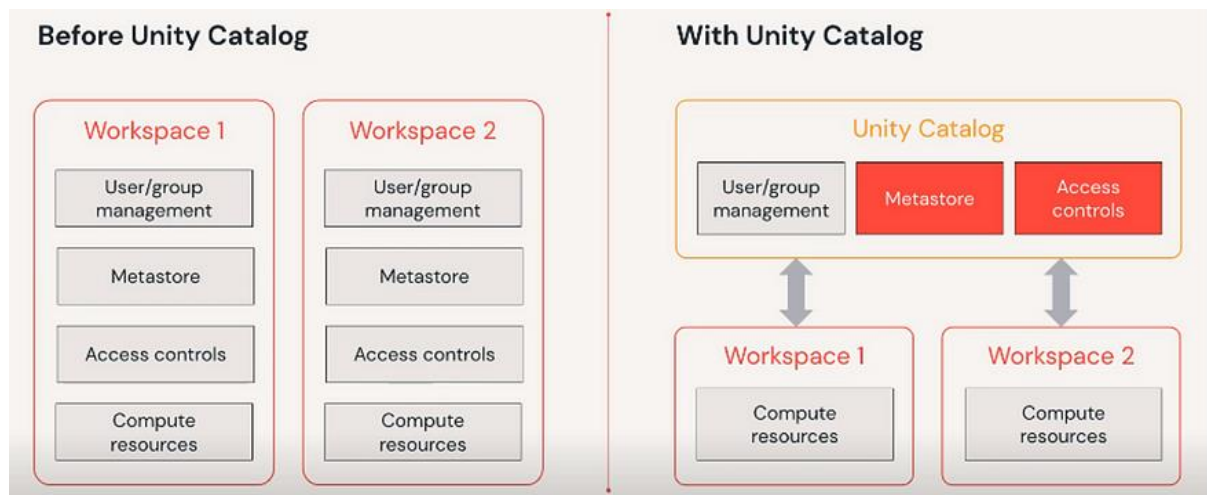 Before Unity Catalog
Workspace 1
User/group
management
Metastore
Access controls
Compute
resources
Workspace 2
User/group
management
Metastore
Access controls
Compute
resources
With Unity Catalog
Unity Catalog
User/group
management
Metastore
Access
controls
Workspace 1
Compute
resources
Workspace 2
Compute
resources